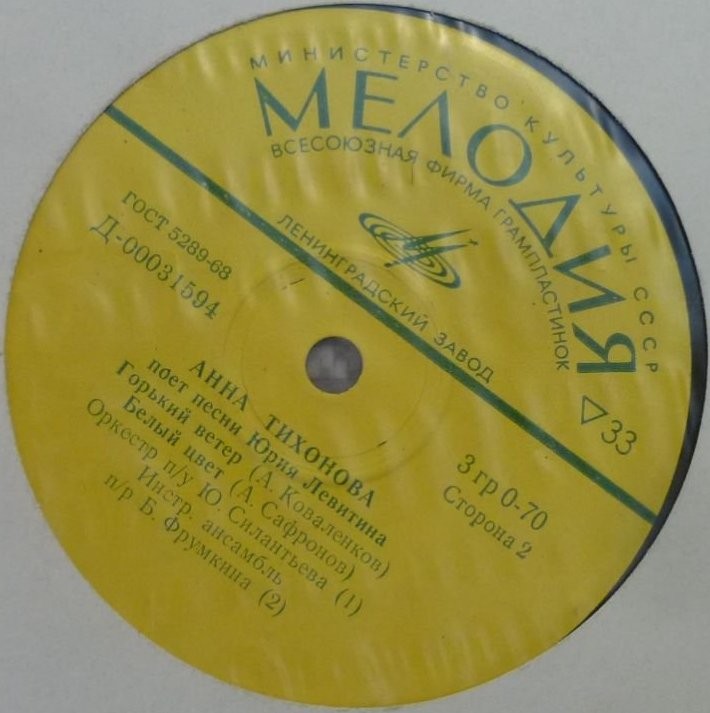 МИНИСТЕРСТВО КУЛЬТУРЫ СССР
МЕЛОДИЯ
ВСЕСОЮЗНАЯ ФИРМА ГРАМПЛАСТИНОК
ЛЕНИНГРАДСКИЙ ЗАВОД
▷33
ГОСТ 5289-68
Д-00031594
3 гр 0-70
Сторона 2
АННА ТИХОНОВА
поет песни Юрия Левитина
Горький ветер (А. Коваленков)
Белый цвет (А. Сафронов)
Оркестр п/у Ю. Силантьева (1)
Инстр. ансамбль
п/р Б. Фрумкина (2)